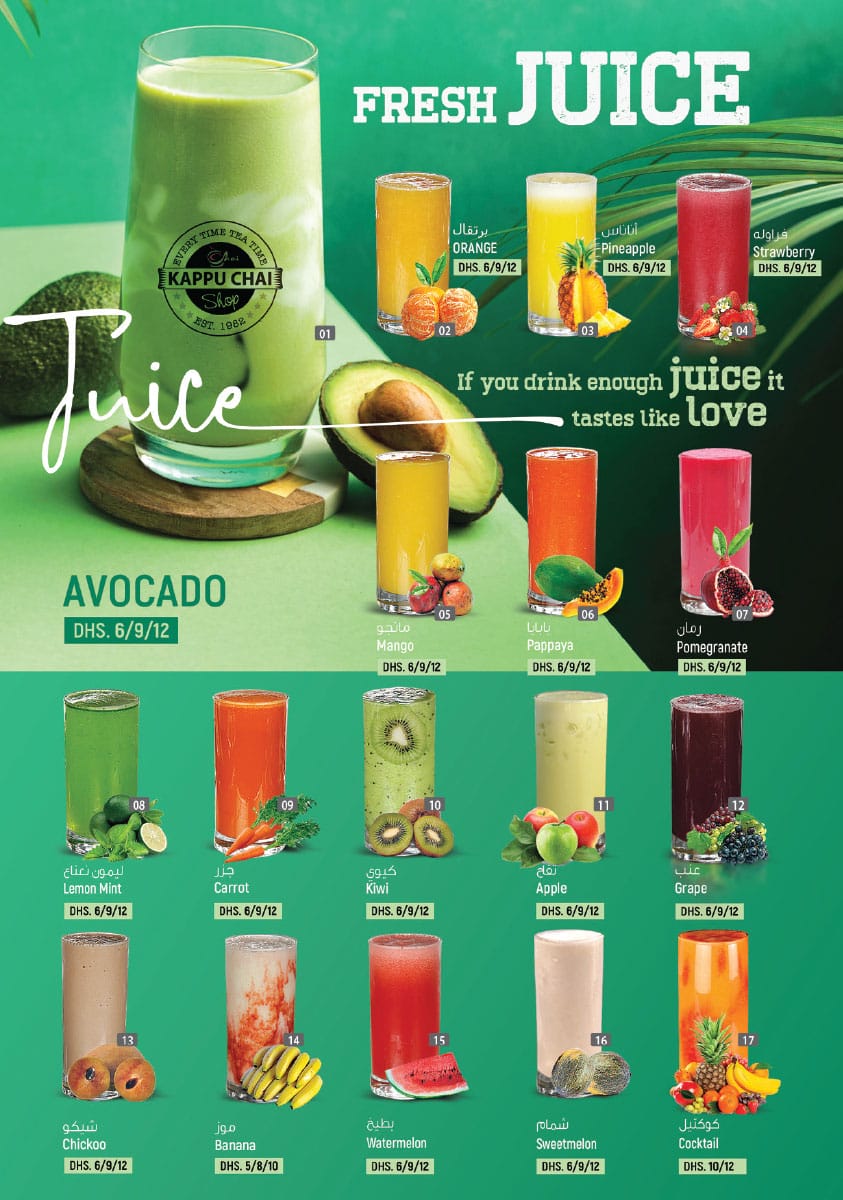 FRESH JUICE
EVERY TIME TEA TIME
Chai
KAPPU CHAI
Shop
EST. 1982
01
Juice
AVOCADO
DHS. 6/9/12
برتقال
ORANGE
DHS. 6/9/12
02
أناناس
Pineapple
DHS. 6/9/12
03
فراوله
Strawberry
DHS. 6/9/12
04
If you drink enough juice it
tastes like love
05
مانجو
Mango
DHS. 6/9/12
06
بابايا
Pappaya
DHS. 6/9/12
07
رمان
Pomegranate
DHS. 6/9/12
08
ليمون نعناع
Lemon Mint
DHS. 6/9/12
09
جزر
Carrot
DHS. 6/9/12
10
كيوي
Kiwi
DHS. 6/9/12
11
تفاح
Apple
DHS. 6/9/12
12
عنب
Grape
DHS. 6/9/12
13
شيكو
Chickoo
DHS. 6/9/12
14
موز
Banana
DHS. 5/8/10
15
بطيخ
Watermelon
DHS. 6/9/12
16
شمام
Sweetmelon
DHS. 6/9/12
17
كوكتيل
Cocktail
DHS. 10/12